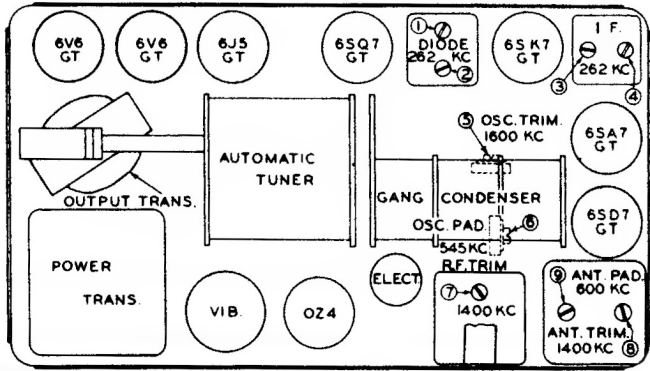 6V6
GT
6V6
GT
6J5
GT
6SQ7
GT
①
DIODE
262 KC
②
6SK7
GT
I F.
262 KC
③
④
⑤ OSC.TRIM.
1600 KC
6SA7
GT
AUTOMATIC
TUNER
OUTPUT TRANS.
GANG CONDENSER
OSC. PAD.
545KC
⑥
6SD7
GT
POWER
TRANS.
VIB.
OZ4
ELECT.
R.F.TRIM
⑦
1400 KC
⑨ ANT. PAD.
600 KC
ANT. TRIM.
1400 KC ⑧